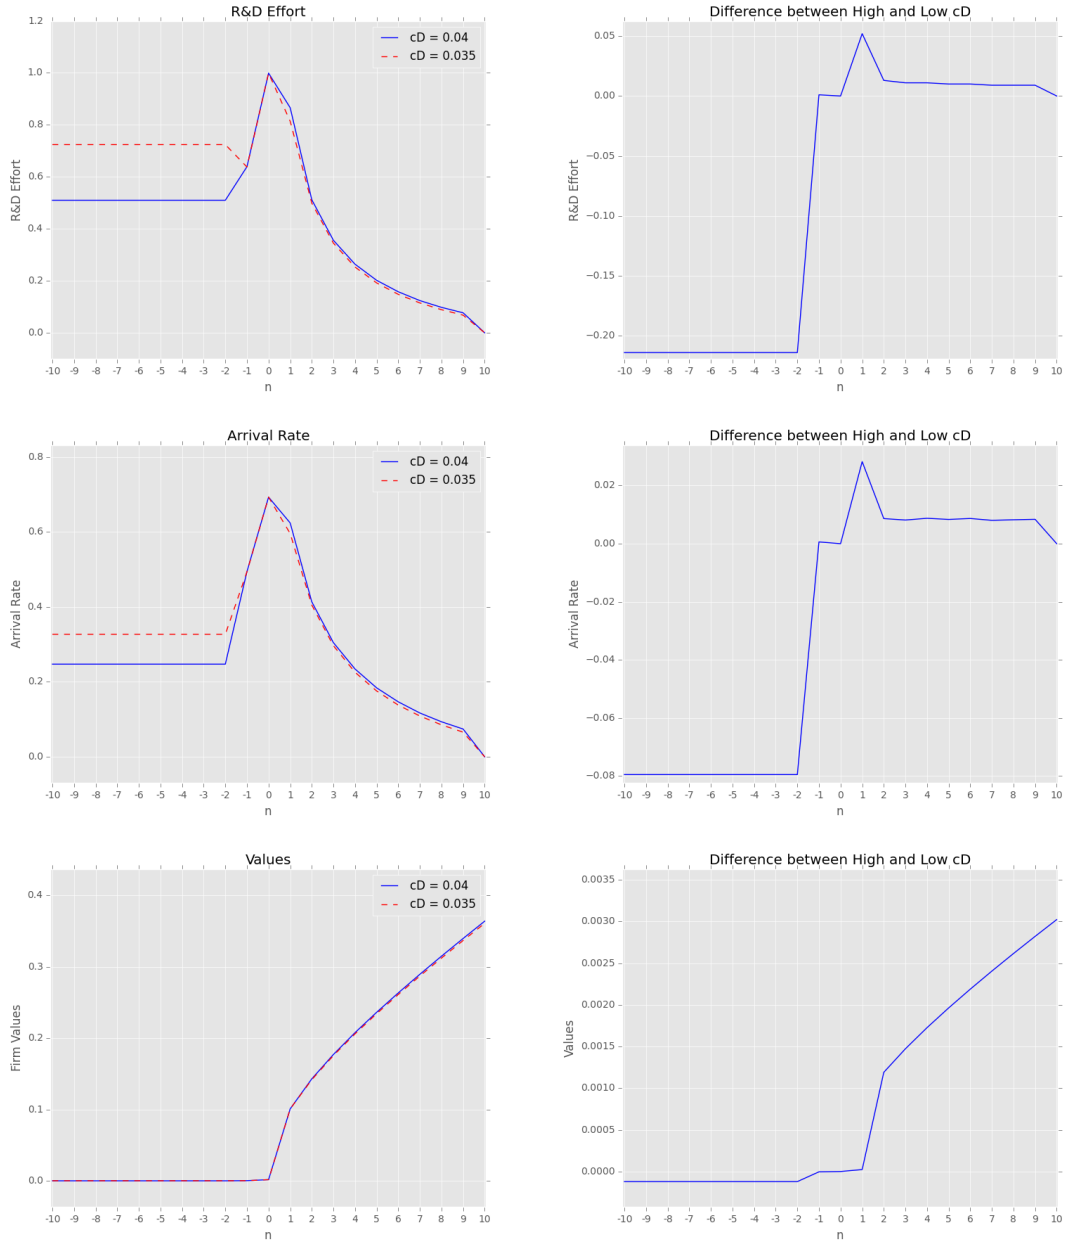 R&D Effort
1.2
1.0
0.8
0.6
0.4
0.2
0.0
R&D Effort
cD = 0.04
cD = 0.035
-10 -9 -8 -7 -6 -5 -4 -3 -2 -1 0 1 2 3 4 5 6 7 8 9 10
n
Difference between High and Low cD
0.05
0.00
−0.05
−0.10
−0.15
−0.20
R&D Effort
-10 -9 -8 -7 -6 -5 -4 -3 -2 -1 0 1 2 3 4 5 6 7 8 9 10
n
Arrival Rate
0.8
0.6
0.4
0.2
0.0
Arrival Rate
cD = 0.04
cD = 0.035
-10 -9 -8 -7 -6 -5 -4 -3 -2 -1 0 1 2 3 4 5 6 7 8 9 10
n
Difference between High and Low cD
0.02
0.00
−0.02
−0.04
−0.06
−0.08
Arrival Rate
-10 -9 -8 -7 -6 -5 -4 -3 -2 -1 0 1 2 3 4 5 6 7 8 9 10
n
Values
0.4
0.3
0.2
0.1
0.0
Firm Values
cD = 0.04
cD = 0.035
-10 -9 -8 -7 -6 -5 -4 -3 -2 -1 0 1 2 3 4 5 6 7 8 9 10
n
Difference between High and Low cD
0.0035
0.0030
0.0025
0.0020
0.0015
0.0010
0.0005
0.0000
Values
-10 -9 -8 -7 -6 -5 -4 -3 -2 -1 0 1 2 3 4 5 6 7 8 9 10
n